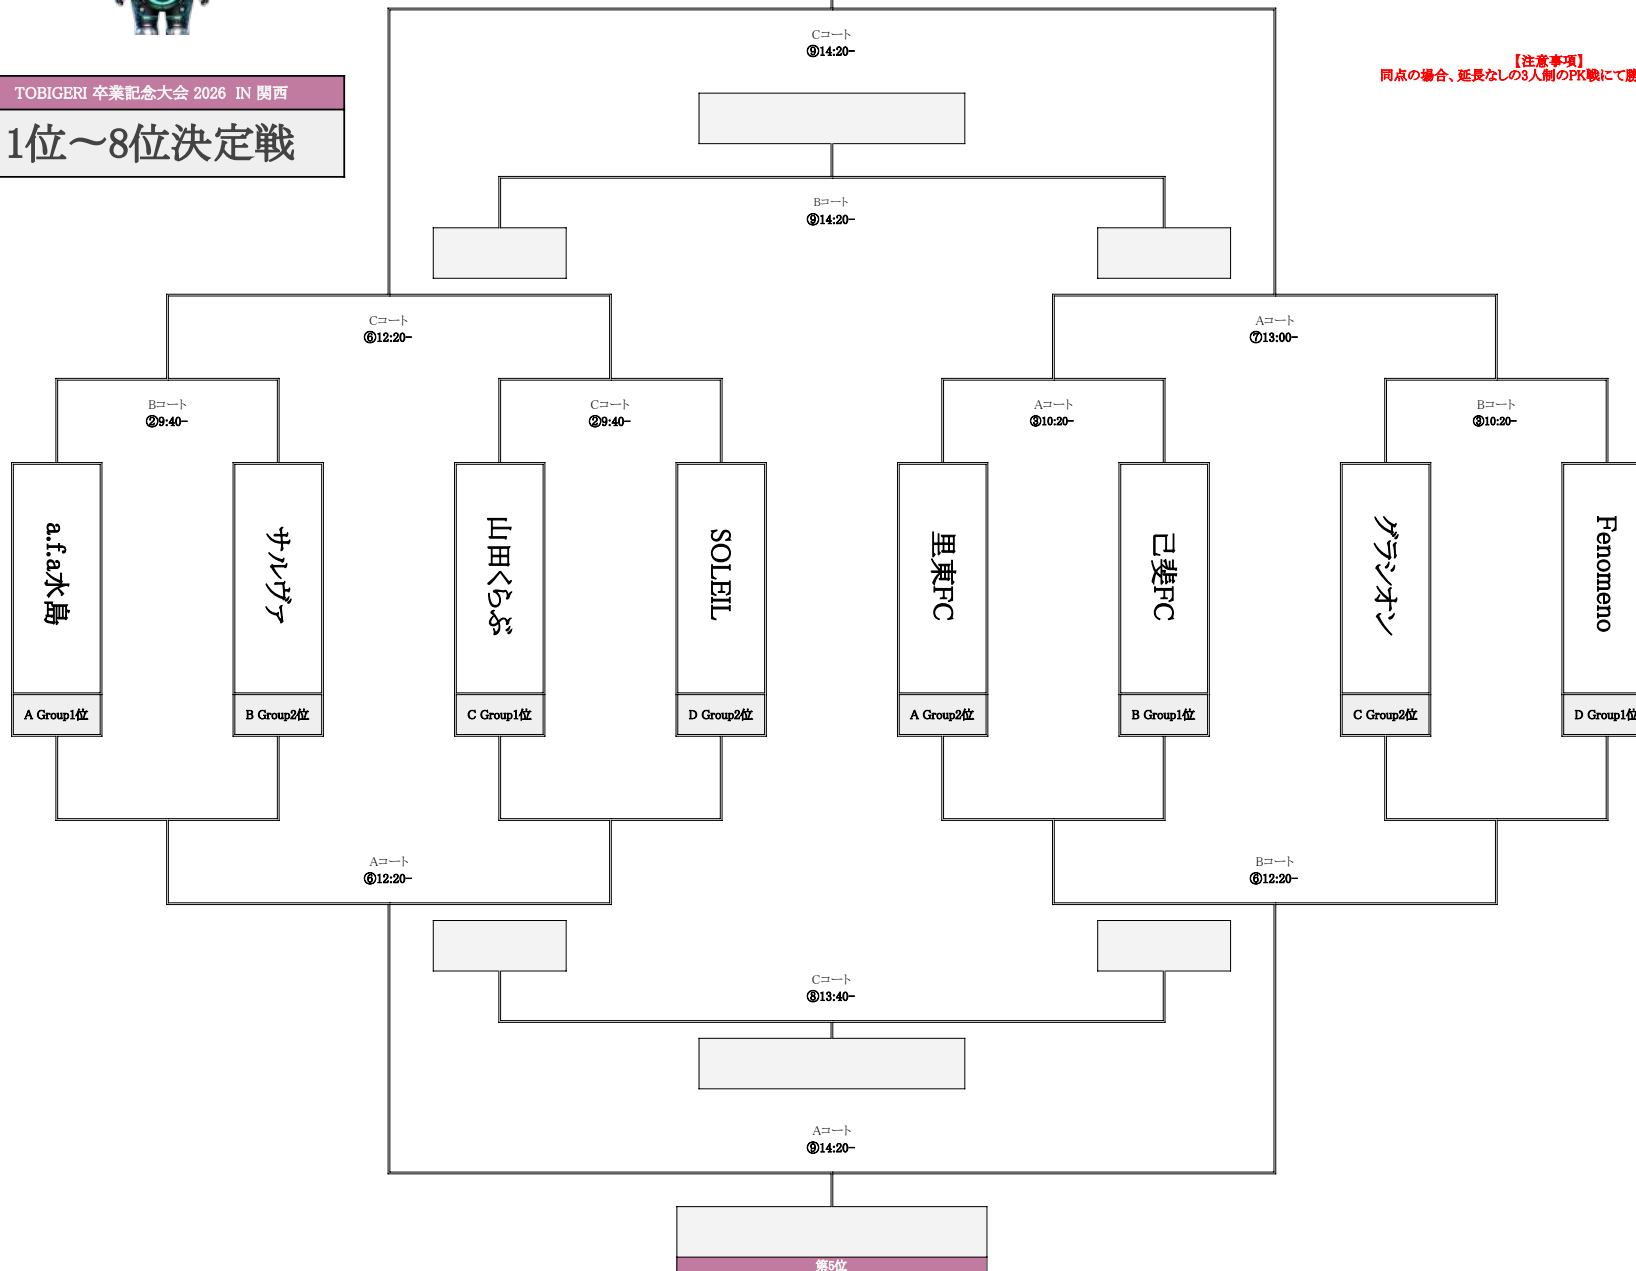 Cコート
⑨14:20-
【注意事項】
同点の場合、延長なしの3人制のPK戦にて勝
TOBIGERI 卒業記念大会 2026 IN 関西
1位～8位決定戦
Bコート
⑨14:20-
Cコート
⑥12:20-
Aコート
⑦13:00-
Bコート
②9:40-
Cコート
②9:40-
Aコート
③10:20-
Bコート
③10:20-
a.f.a水島
サルヴァ
山田くらぶ
SOLEIL
里東FC
己斐FC
グラシオン
Fenomeno
A Group1位
B Group2位
C Group1位
D Group2位
A Group2位
B Group1位
C Group2位
D Group1位
Aコート
⑥12:20-
Bコート
⑥12:20-
Cコート
⑧13:40-
Aコート
⑨14:20-
第5位